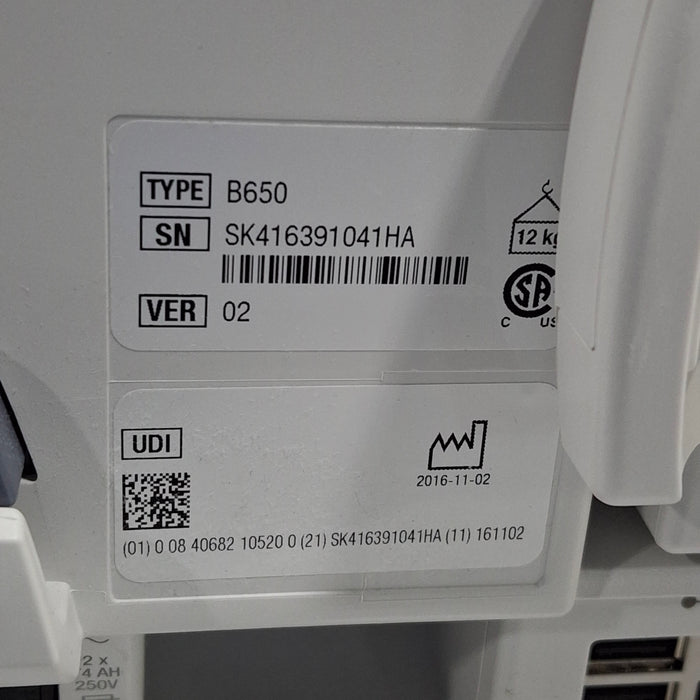 TYPE B650
SN SK416391041HA
12 kg
VER 02
SA
C US
UDI
2016-11-02
(01) 0 08 40682 10520 0 (21) SK416391041HA (11) 161102
2 x
4 AH
250V